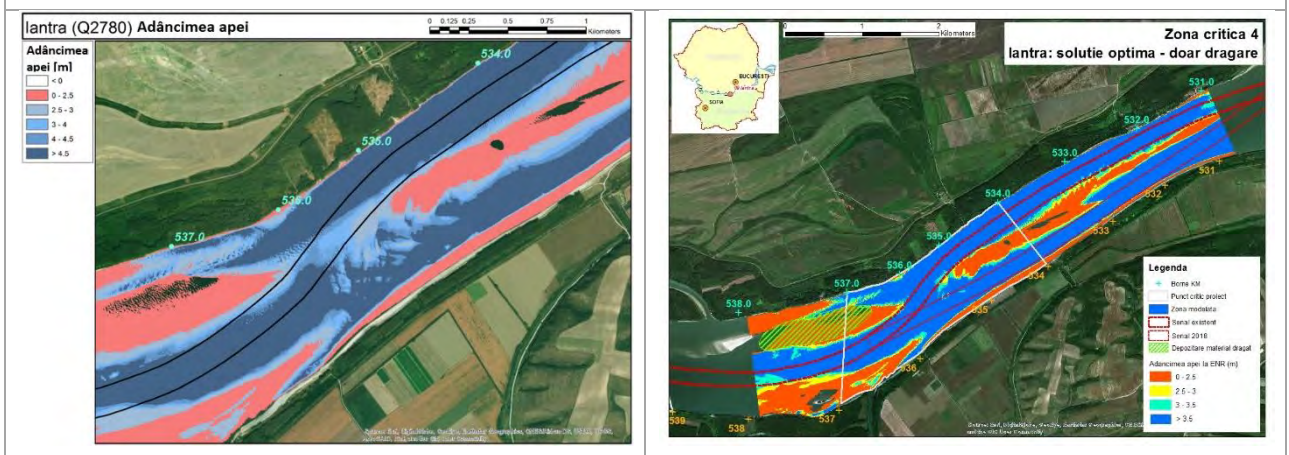 Iantra (Q2780) Adâncimea apei
0 0.125 0.25 0.5 0.75 1
Kilometers
Adâncimea
apei [m]
< 0
0 - 2.5
2.5 - 3
3 - 4
4 - 4.5
> 4.5
534.0
535.0
536.0
537.0
0 1 2
Kilometers
Zona critica 4
Iantra: solutie optima - doar dragare
BUCURESTI
SOFIA
531.0
532.0
533.0
534.0
535.0
536.0
537.0
538.0
531
532
533
534
535
536
537
538
539
Legenda
Borne KM
Punct critic proiect
Zona modelata
Senal existent
Senal 2018
Depozitare material dragat
Adancimea apei la ENR (m)
0 - 2.5
2.5 - 3
3 - 3.5
> 3.5